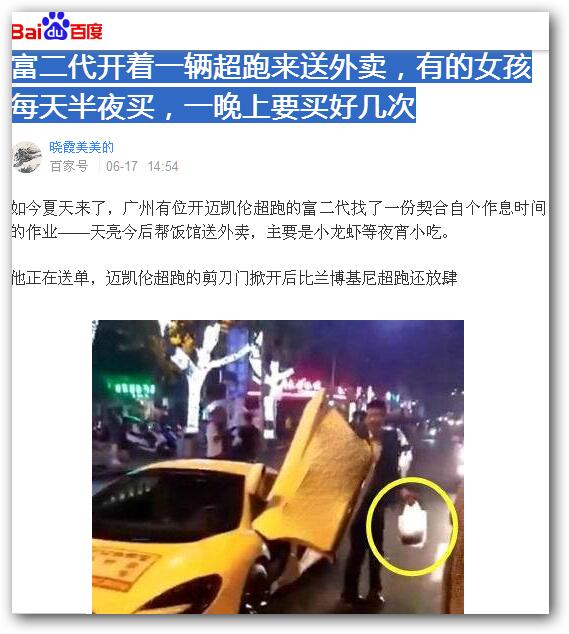 Bai百度
富二代开着一辆超跑来送外卖，有的女孩
每天半夜买，一晚上要买好几次
晓霞美美的
百家号 06-17 14:54
如今夏天来了，广州有位开迈凯伦超跑的富二代找了一份契合自个作息时间
的作业——天亮今后帮饭馆送外卖，主要是小龙虾等夜宵小吃。
他正在送单，迈凯伦超跑的剪刀门掀开后比兰博基尼超跑还放肆